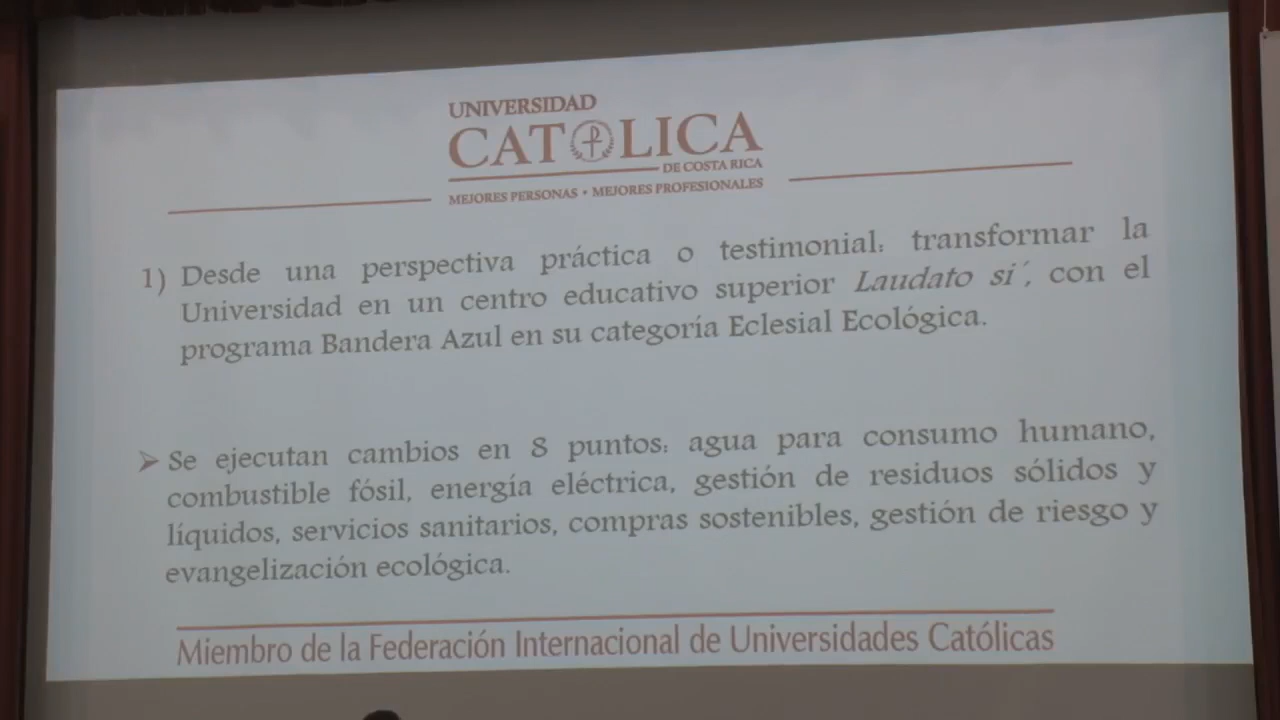 UNIVERSIDAD
CATOLICA
DE COSTA RICA
MEJORES PERSONAS • MEJORES PROFESIONALES
1) Desde una perspectiva práctica o testimonial: transformar la
Universidad en un centro educativo superior Laudato si´, con el
programa Bandera Azul en su categoría Eclesial Ecológica.
➢ Se ejecutan cambios en 8 puntos: agua para consumo humano,
combustible fósil, energía eléctrica, gestión de residuos sólidos y
líquidos, servicios sanitarios, compras sostenibles, gestión de riesgo y
evangelización ecológica.
Miembro de la Federación Internacional de Universidades Católicas